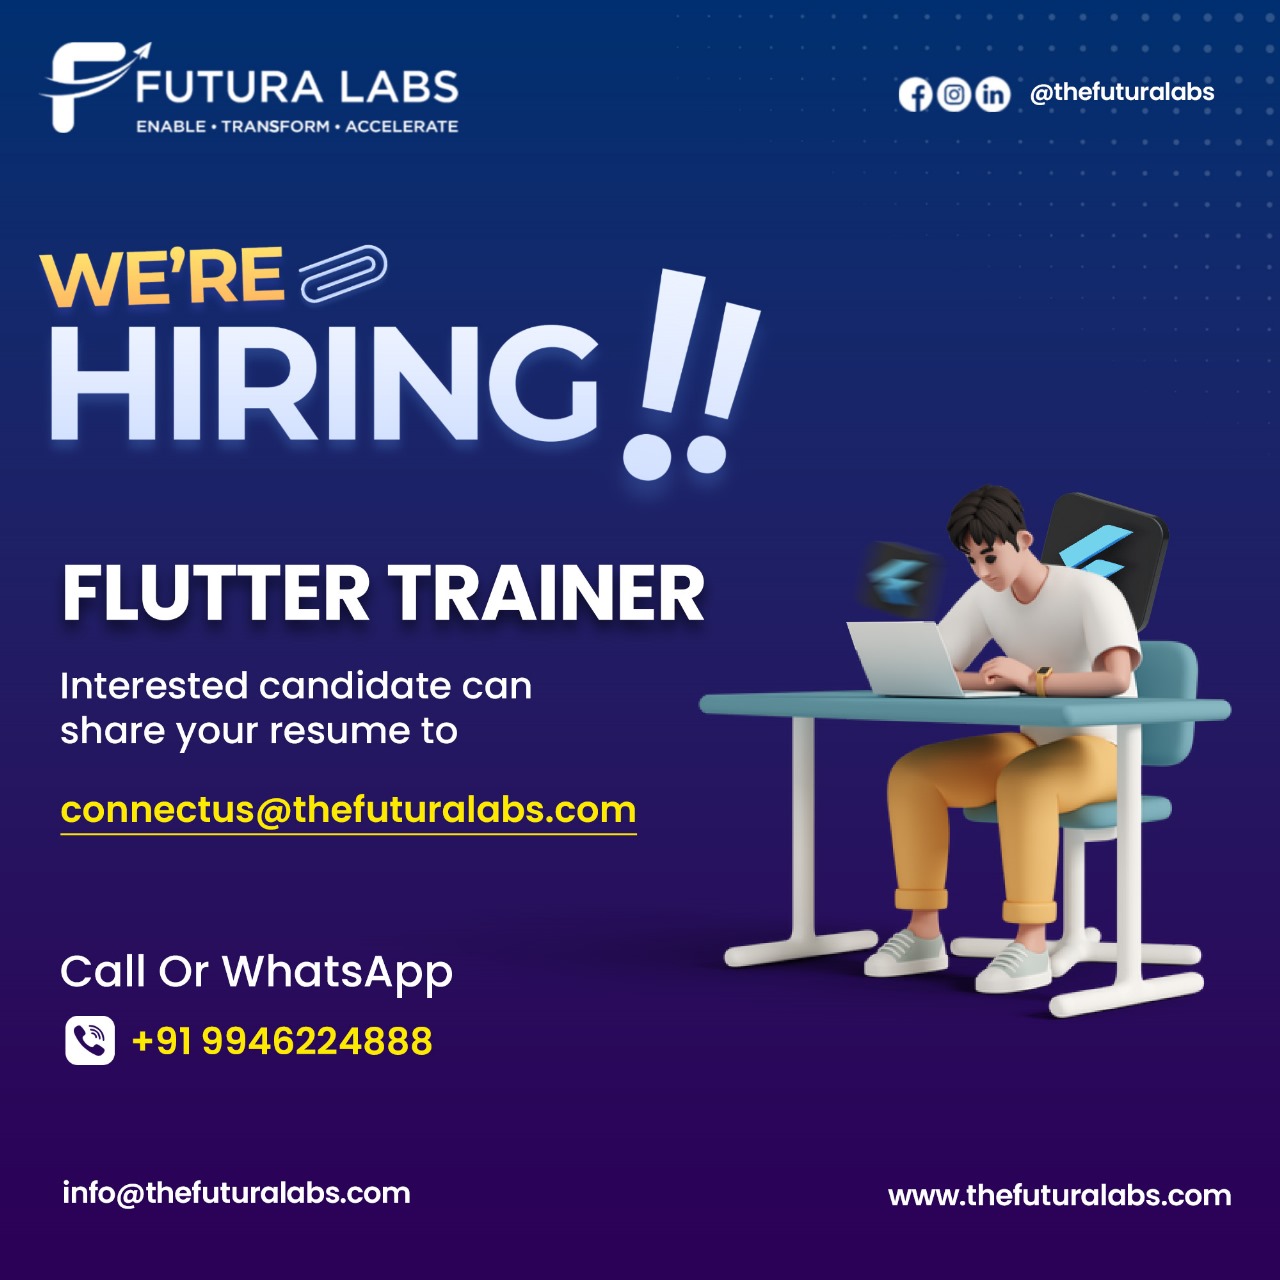 FUTURA LABS
ENABLE • TRANSFORM • ACCELERATE
@thefuturalabs
WE'RE
HIRING!!
FLUTTER TRAINER
Interested candidate can
share your resume to
connectus@thefuturalabs.com
Call Or WhatsApp
+91 9946224888
info@thefuturalabs.com
www.thefuturalabs.com